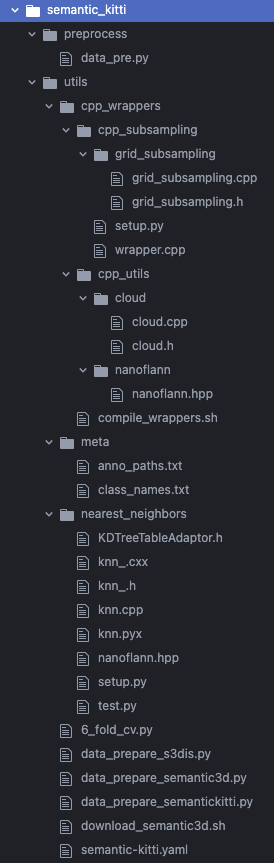 semantic_kitti
preprocess
data_pre.py
utils
cpp_wrappers
cpp_subsampling
grid_subsampling
grid_subsampling.cpp
grid_subsampling.h
setup.py
wrapper.cpp
cpp_utils
cloud
cloud.cpp
cloud.h
nanoflann
nanoflann.hpp
compile_wrappers.sh
meta
anno_paths.txt
class_names.txt
nearest_neighbors
KDTreeTableAdaptor.h
knn_.cxx
knn_.h
knn.cpp
knn.pyx
nanoflann.hpp
setup.py
test.py
6_fold_cv.py
data_prepare_s3dis.py
data_prepare_semantic3d.py
data_prepare_semantickitti.py
download_semantic3d.sh
semantic-kitti.yaml